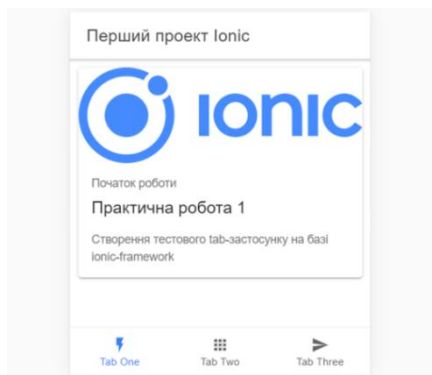 Перший проект Ionic
IONIC
Початок роботи
Практична робота 1
Створення тестового tab-застосунку на базі
ionic-framework
Tab One Tab Two Tab Three